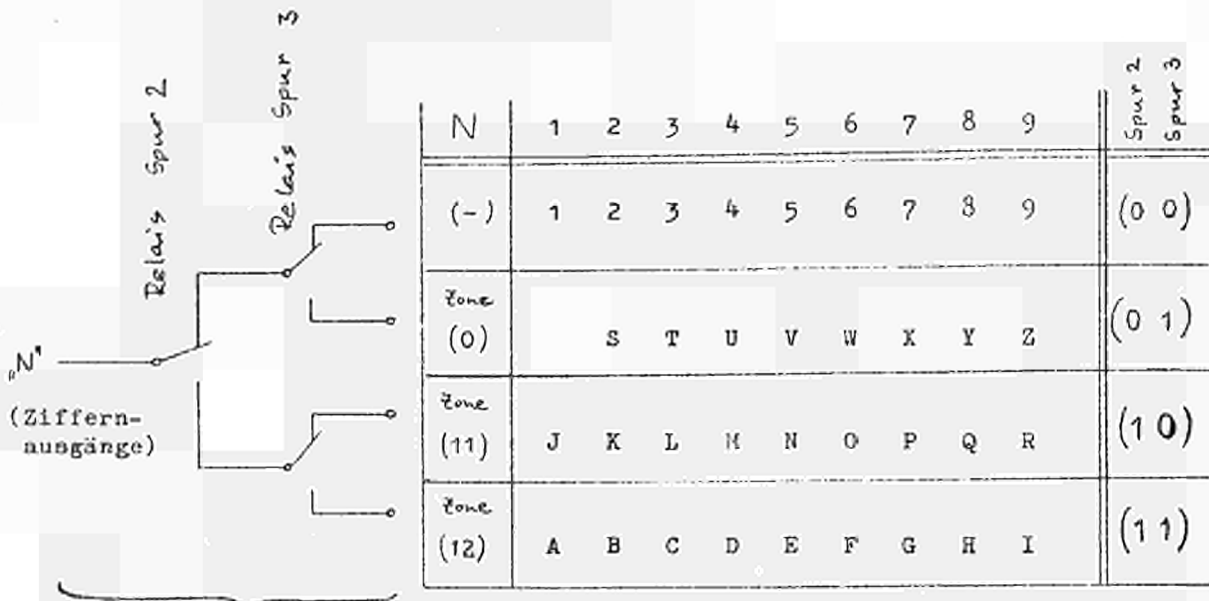 Relais Spur 2
Relais Spur 3
„N"
(Ziffern-
ausgänge)
N 1 2 3 4 5 6 7 8 9 Spur 2 Spur 3
(-) 1 2 3 4 5 6 7 8 9 (0 0)
Zone
(0) S T U V W X Y Z (0 1)
Zone
(11) J K L M N O P Q R (1 0)
Zone
(12) A B C D E F G H I (1 1)